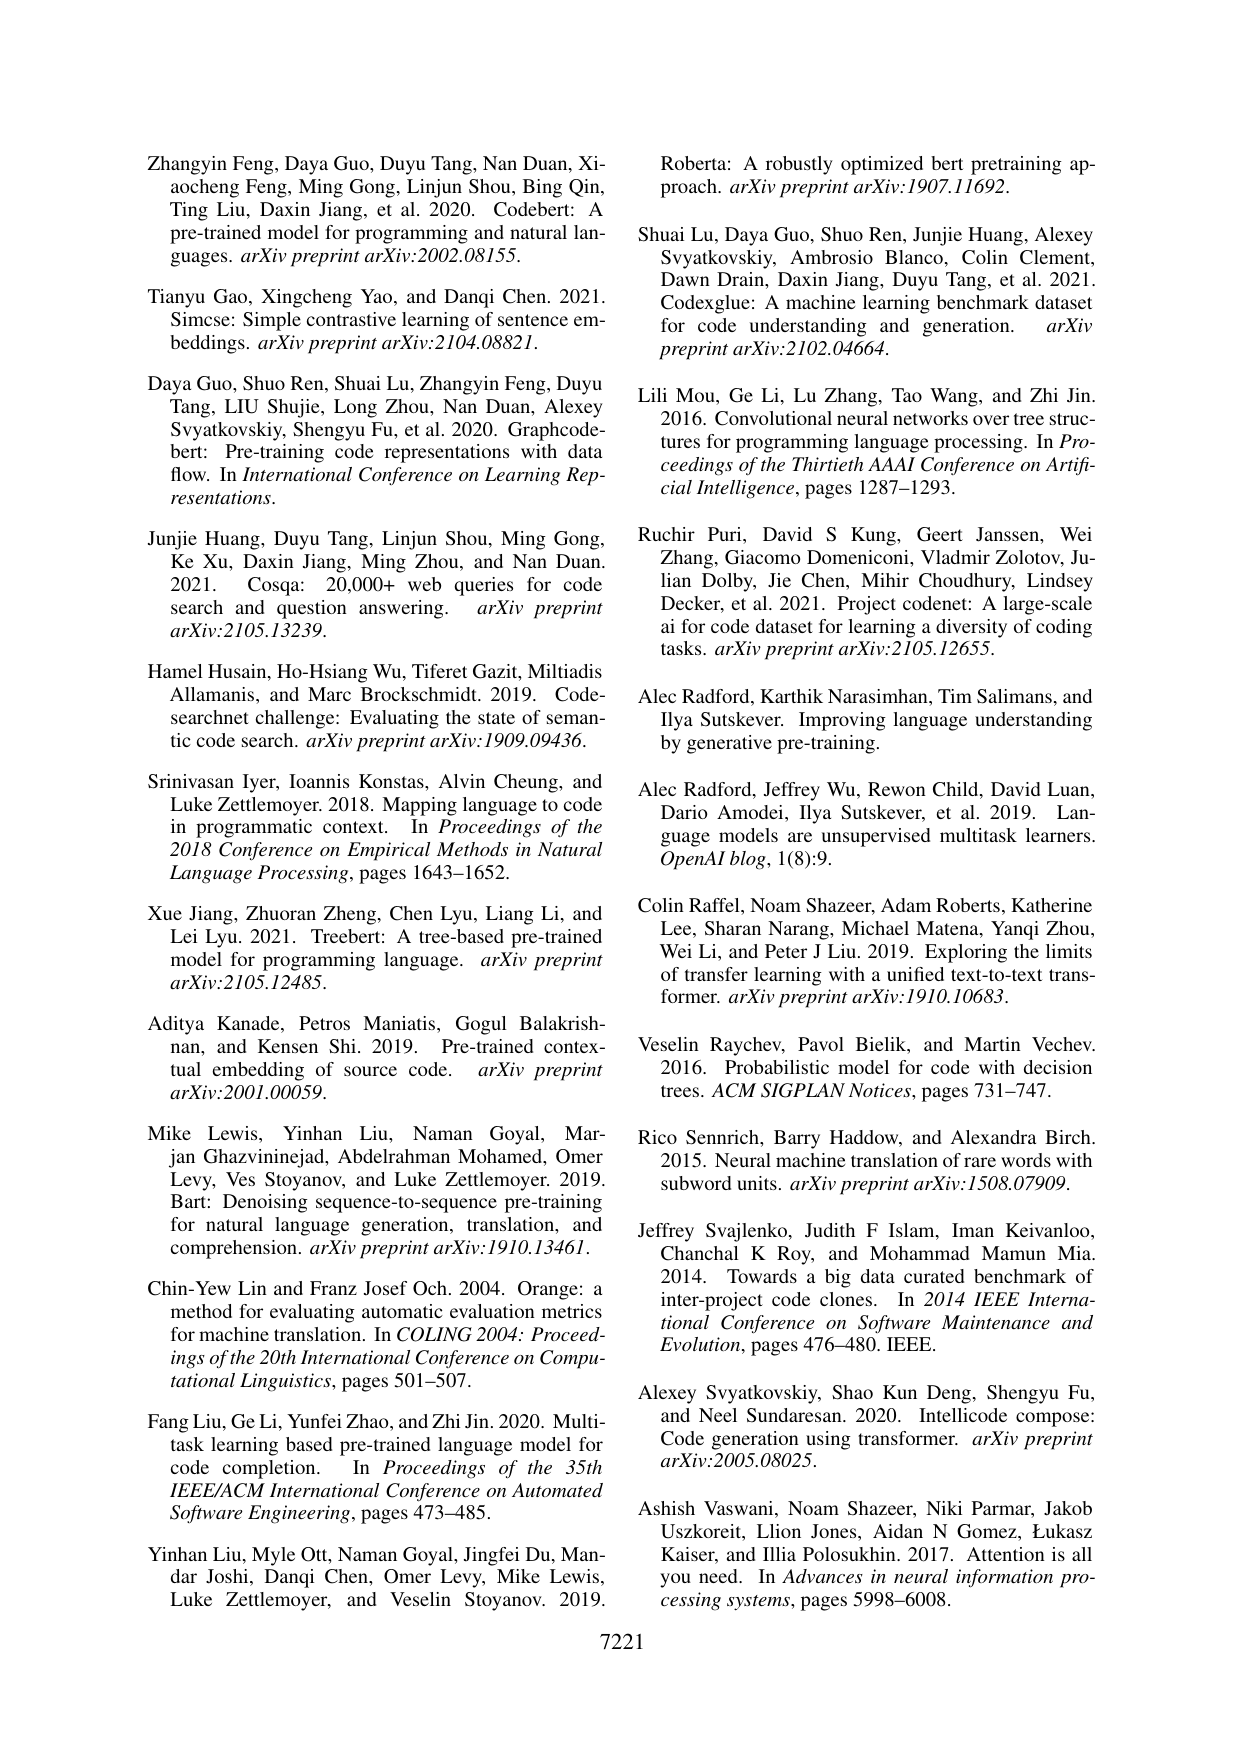 Zhangyin Feng, Daya Guo, Duyu Tang, Nan Duan, Xi-
aocheng Feng, Ming Gong, Linjun Shou, Bing Qin,
Ting Liu, Daxin Jiang, et al. 2020. Codebert: A
pre-trained model for programming and natural lan-
guages. arXiv preprint arXiv:2002.08155.
Tianyu Gao, Xingcheng Yao, and Danqi Chen. 2021.
Simcse: Simple contrastive learning of sentence em-
beddings. arXiv preprint arXiv:2104.08821.
Daya Guo, Shuo Ren, Shuai Lu, Zhangyin Feng, Duyu
Tang, LIU Shujie, Long Zhou, Nan Duan, Alexey
Svyatkovskiy, Shengyu Fu, et al. 2020. Graphcode-
bert: Pre-training code representations with data
flow. In International Conference on Learning Rep-
resentations.
Junjie Huang, Duyu Tang, Linjun Shou, Ming Gong,
Ke Xu, Daxin Jiang, Ming Zhou, and Nan Duan.
2021. Cosqa: 20,000+ web queries for code
search and question answering. arXiv preprint
arXiv:2105.13239.
Hamel Husain, Ho-Hsiang Wu, Tiferet Gazit, Miltiadis
Allamanis, and Marc Brockschmidt. 2019. Code-
searchnet challenge: Evaluating the state of seman-
tic code search. arXiv preprint arXiv:1909.09436.
Srinivasan Iyer, Ioannis Konstas, Alvin Cheung, and
Luke Zettlemoyer. 2018. Mapping language to code
in programmatic context. In Proceedings of the
2018 Conference on Empirical Methods in Natural
Language Processing, pages 1643–1652.
Xue Jiang, Zhuoran Zheng, Chen Lyu, Liang Li, and
Lei Lyu. 2021. Treebert: A tree-based pre-trained
model for programming language. arXiv preprint
arXiv:2105.12485.
Aditya Kanade, Petros Maniatis, Gogul Balakrish-
nan, and Kensen Shi. 2019. Pre-trained contex-
tual embedding of source code. arXiv preprint
arXiv:2001.00059.
Mike Lewis, Yinhan Liu, Naman Goyal, Mar-
jan Ghazvininejad, Abdelrahman Mohamed, Omer
Levy, Ves Stoyanov, and Luke Zettlemoyer. 2019.
Bart: Denoising sequence-to-sequence pre-training
for natural language generation, translation, and
comprehension. arXiv preprint arXiv:1910.13461.
Chin-Yew Lin and Franz Josef Och. 2004. Orange: a
method for evaluating automatic evaluation metrics
for machine translation. In COLING 2004: Proceed-
ings of the 20th International Conference on Compu-
tational Linguistics, pages 501–507.
Fang Liu, Ge Li, Yunfei Zhao, and Zhi Jin. 2020. Multi-
task learning based pre-trained language model for
code completion. In Proceedings of the 35th
IEEE/ACM International Conference on Automated
Software Engineering, pages 473–485.
Yinhan Liu, Myle Ott, Naman Goyal, Jingfei Du, Man-
dar Joshi, Danqi Chen, Omer Levy, Mike Lewis,
Luke Zettlemoyer, and Veselin Stoyanov. 2019.
Roberta: A robustly optimized bert pretraining ap-
proach. arXiv preprint arXiv:1907.11692.
Shuai Lu, Daya Guo, Shuo Ren, Junjie Huang, Alexey
Svyatkovskiy, Ambrosio Blanco, Colin Clement,
Dawn Drain, Daxin Jiang, Duyu Tang, et al. 2021.
Codexglue: A machine learning benchmark dataset
for code understanding and generation. arXiv
preprint arXiv:2102.04664.
Lili Mou, Ge Li, Lu Zhang, Tao Wang, and Zhi Jin.
2016. Convolutional neural networks over tree struc-
tures for programming language processing. In Pro-
ceedings of the Thirtieth AAAI Conference on Artifi-
cial Intelligence, pages 1287–1293.
Ruchir Puri, David S Kung, Geert Janssen, Wei
Zhang, Giacomo Domeniconi, Vladmir Zolotov, Ju-
lian Dolby, Jie Chen, Mihir Choudhury, Lindsey
Decker, et al. 2021. Project codenet: A large-scale
ai for code dataset for learning a diversity of coding
tasks. arXiv preprint arXiv:2105.12655.
Alec Radford, Karthik Narasimhan, Tim Salimans, and
Ilya Sutskever. Improving language understanding
by generative pre-training.
Alec Radford, Jeffrey Wu, Rewon Child, David Luan,
Dario Amodei, Ilya Sutskever, et al. 2019. Lan-
guage models are unsupervised multitask learners.
OpenAI blog, 1(8):9.
Colin Raffel, Noam Shazeer, Adam Roberts, Katherine
Lee, Sharan Narang, Michael Matena, Yanqi Zhou,
Wei Li, and Peter J Liu. 2019. Exploring the limits
of transfer learning with a unified text-to-text trans-
former. arXiv preprint arXiv:1910.10683.
Veselin Raychev, Pavol Bielik, and Martin Vechev.
2016. Probabilistic model for code with decision
trees. ACM SIGPLAN Notices, pages 731–747.
Rico Sennrich, Barry Haddow, and Alexandra Birch.
2015. Neural machine translation of rare words with
subword units. arXiv preprint arXiv:1508.07909.
Jeffrey Svajlenko, Judith F Islam, Iman Keivanloo,
Chanchal K Roy, and Mohammad Mamun Mia.
2014. Towards a big data curated benchmark of
inter-project code clones. In 2014 IEEE Interna-
tional Conference on Software Maintenance and
Evolution, pages 476–480. IEEE.
Alexey Svyatkovskiy, Shao Kun Deng, Shengyu Fu,
and Neel Sundaresan. 2020. Intellicode compose:
Code generation using transformer. arXiv preprint
arXiv:2005.08025.
Ashish Vaswani, Noam Shazeer, Niki Parmar, Jakob
Uszkoreit, Llion Jones, Aidan N Gomez, Łukasz
Kaiser, and Illia Polosukhin. 2017. Attention is all
you need. In Advances in neural information pro-
cessing systems, pages 5998–6008.
7221